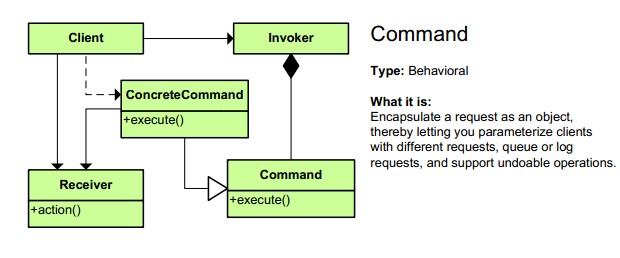 Client
Invoker
Command
Type: Behavioral
ConcreteCommand
+execute()
What it is:
Encapsulate a request as an object,
thereby letting you parameterize clients
with different requests, queue or log
requests, and support undoable operations.
Receiver
+action()
Command
+execute()